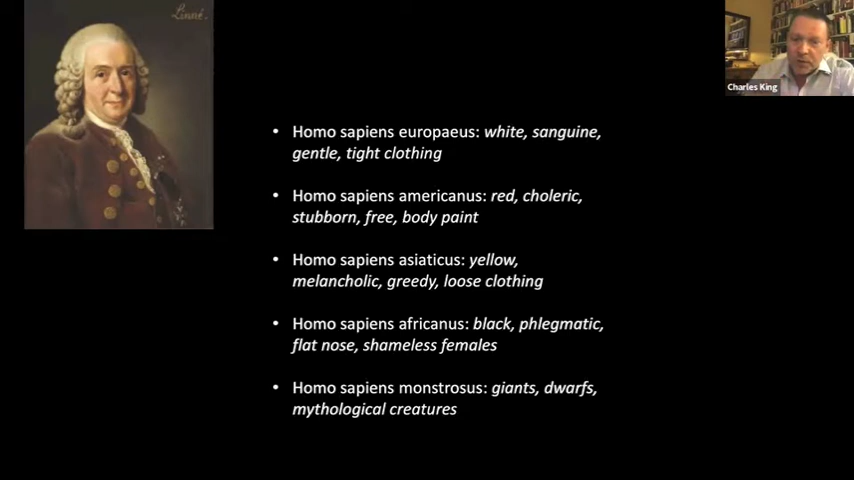 Linné.
Charles King
• Homo sapiens europaeus: white, sanguine,
gentle, tight clothing
• Homo sapiens americanus: red, choleric,
stubborn, free, body paint
• Homo sapiens asiaticus: yellow,
melancholic, greedy, loose clothing
• Homo sapiens africanus: black, phlegmatic,
flat nose, shameless females
• Homo sapiens monstrosus: giants, dwarfs,
mythological creatures